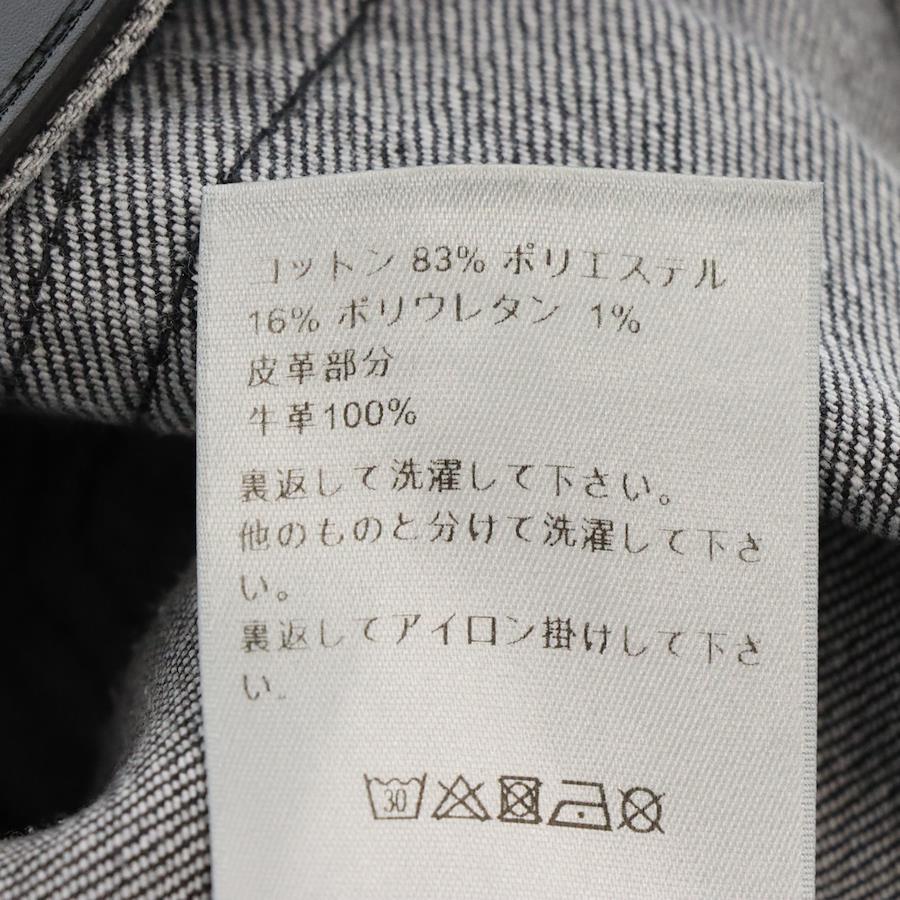 コットン 83% ポリエステル
16% ポリウレタン 1%
皮革部分
牛革100%
裏返して洗濯して下さい。
他のものと分けて洗濯して下さ
い。
裏返してアイロン掛けして下さ
い.
30